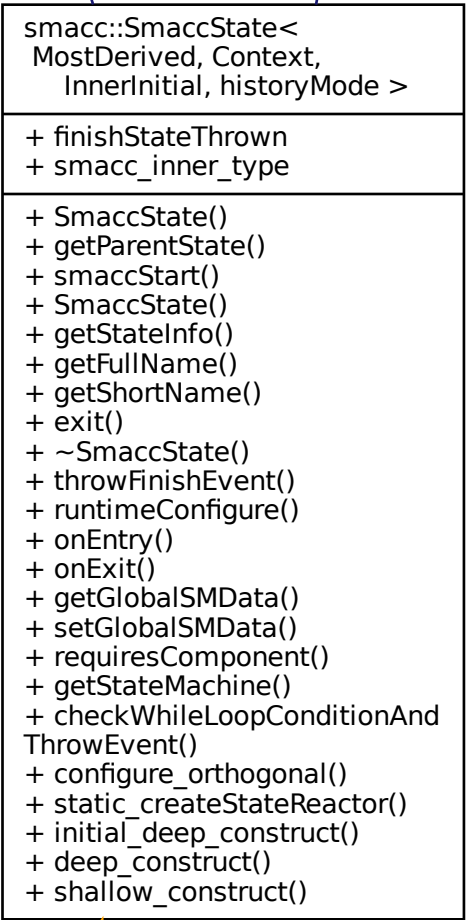 smacc::SmaccState<
MostDerived, Context,
InnerInitial, historyMode >
+ finishStateThrown
+ smacc_inner_type
+ SmaccState()
+ getParentState()
+ smaccStart()
+ SmaccState()
+ getStateInfo()
+ getFullName()
+ getShortName()
+ exit()
+ ~SmaccState()
+ throwFinishEvent()
+ runtimeConfigure()
+ onEntry()
+ onExit()
+ getGlobalSMData()
+ setGlobalSMData()
+ requiresComponent()
+ getStateMachine()
+ checkWhileLoopConditionAnd
ThrowEvent()
+ configure_orthogonal()
+ static_createStateReactor()
+ initial_deep_construct()
+ deep_construct()
+ shallow_construct()